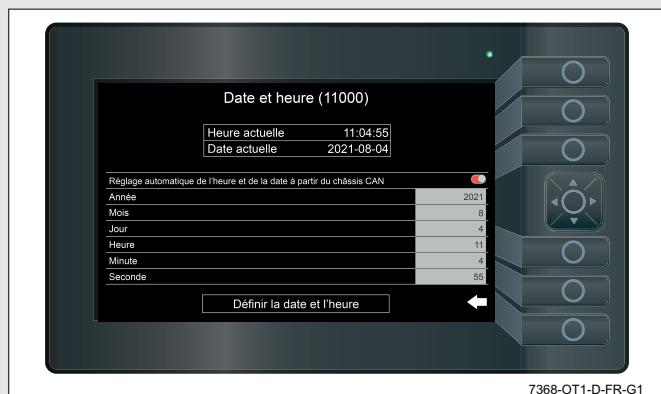 Date et heure (11000)
Heure actuelle 11:04:55
Date actuelle 2021-08-04
Réglage automatique de l'heure et de la date à partir du châssis CAN
Année 2021
Mois 8
Jour 4
Heure 11
Minute 4
Seconde 55
Définir la date et l'heure
7368-OT1-D-FR-G1